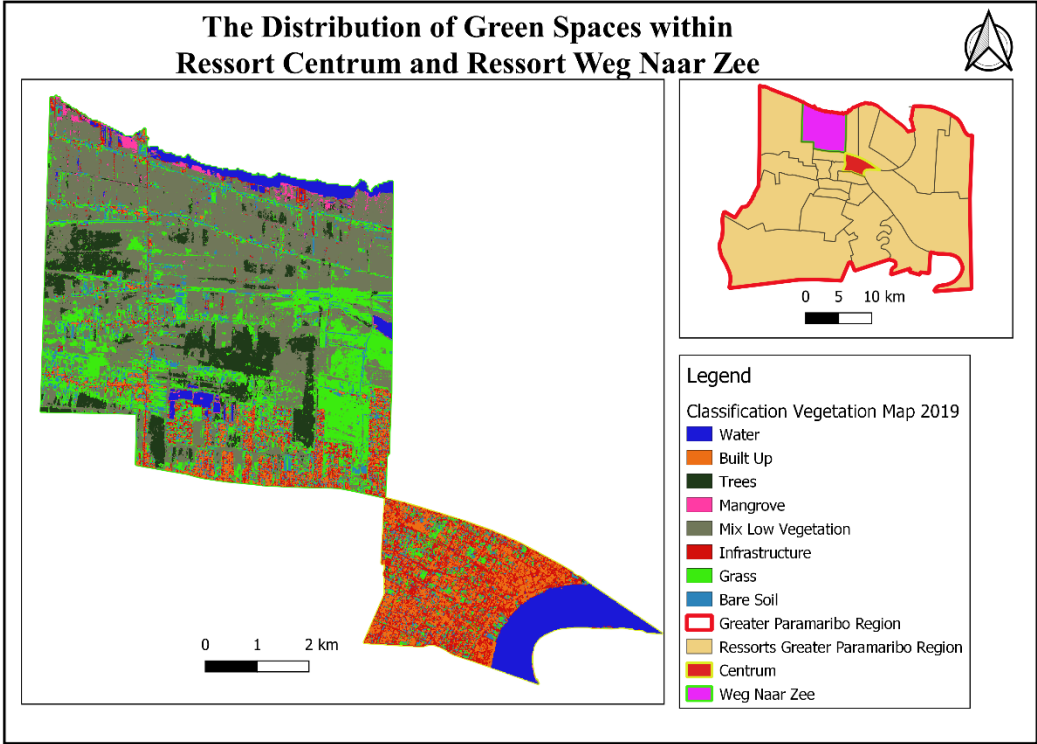 The Distribution of Green Spaces within
Ressort Centrum and Ressort Weg Naar Zee
0 5 10 km
Legend
Classification Vegetation Map 2019
Water
Built Up
Trees
Mangrove
Mix Low Vegetation
Infrastructure
Grass
Bare Soil
Greater Paramaribo Region
Ressorts Greater Paramaribo Region
Centrum
Weg Naar Zee
0 1 2 km